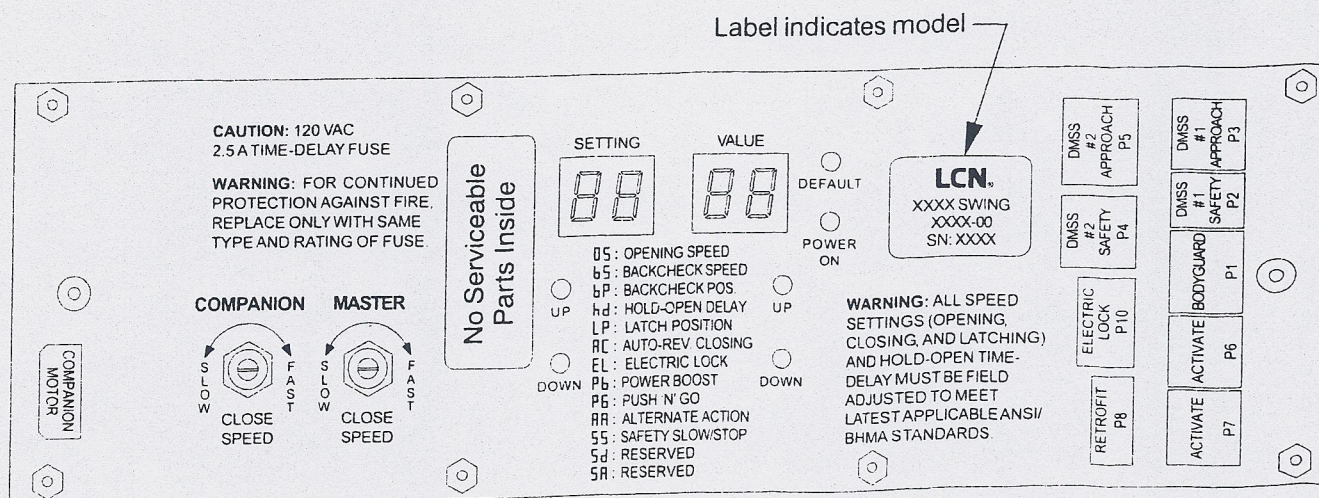 Label indicates model
CAUTION: 120 VAC
2.5 A TIME-DELAY FUSE
WARNING: FOR CONTINUED
PROTECTION AGAINST FIRE,
REPLACE ONLY WITH SAME
TYPE AND RATING OF FUSE.
COMPANION
MASTER
SLOW
FAST
CLOSE
SPEED
SLOW
FAST
CLOSE
SPEED
COMPANION
MOTOR
No Serviceable
Parts Inside
SETTING
VALUE
88
88
DEFAULT
POWER
ON
OS: OPENING SPEED
bS: BACKCHECK SPEED
bP: BACKCHECK POS.
hd: HOLD-OPEN DELAY
LP: LATCH POSITION
AC: AUTO-REV. CLOSING
EL: ELECTRIC LOCK
Pb: POWER BOOST
PG: PUSH 'N' GO
AA: ALTERNATE ACTION
SS: SAFETY SLOW/STOP
Sd: RESERVED
SA: RESERVED
UP
DOWN
UP
DOWN
LCN®
XXXX SWING
XXXX-00
SN: XXXX
WARNING: ALL SPEED
SETTINGS (OPENING,
CLOSING, AND LATCHING)
AND HOLD-OPEN TIME-
DELAY MUST BE FIELD
ADJUSTED TO MEET
LATEST APPLICABLE ANSI/
BHMA STANDARDS.
DMSS
#2
APPROACH
P5
DMSS
#2
SAFETY
P4
ELECTRIC
LOCK
P10
RETROFIT
P8
DMSS
#1
APPROACH
P3
DMSS
#1
SAFETY
P2
BODYGUARD
P1
ACTIVATE
P6
ACTIVATE
P7